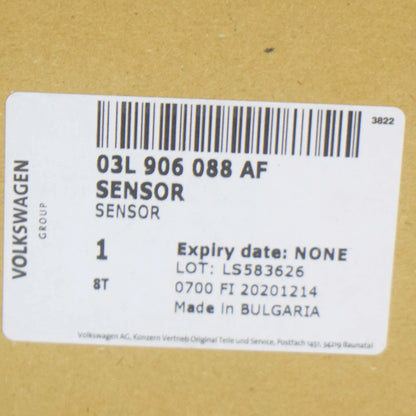 3822
03L 906 088 AF
SENSOR
SENSOR
VOLKSWAGEN
GROUP
1
8T
Expiry date: NONE
LOT: LS583626
0700 FI 20201214
Made in BULGARIA
Volkswagen AG, Konzern Vertrieb Original Teile und Service, Postfach 1451, 34219 Baunatal